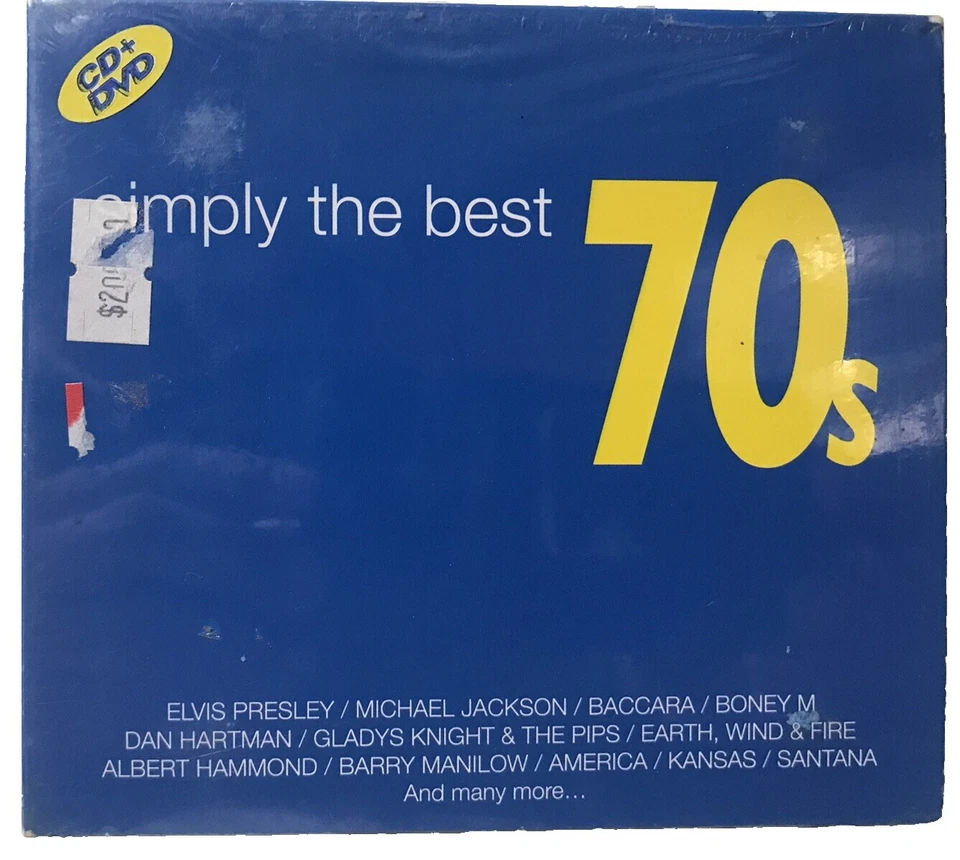 CD+
DVD
simply the best
70s
ELVIS PRESLEY / MICHAEL JACKSON / BACCARA / BONEY M
DAN HARTMAN / GLADYS KNIGHT & THE PIPS / EARTH, WIND & FIRE
ALBERT HAMMOND / BARRY MANILOW / AMERICA / KANSAS / SANTANA
And many more...